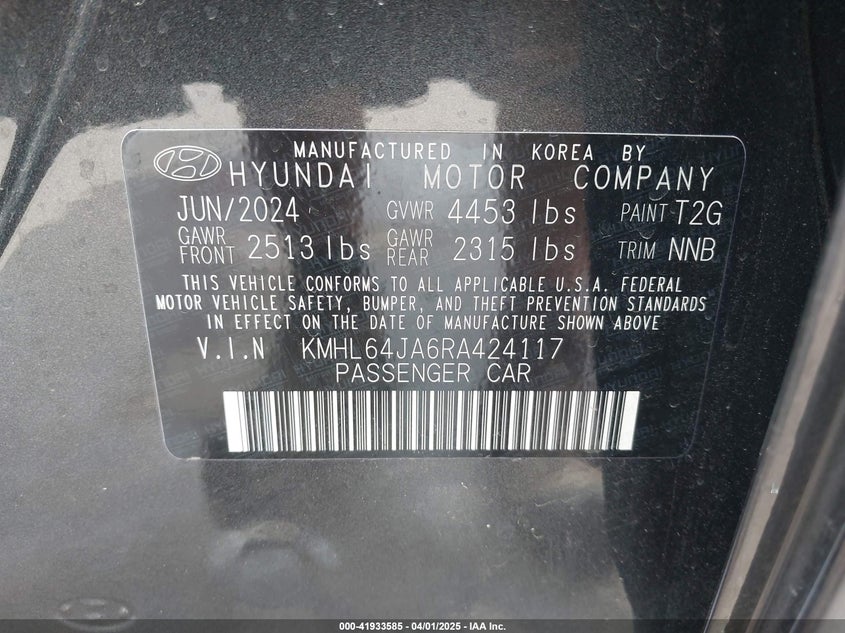 MANUFACTURED IN KOREA BY
HYUNDAI MOTOR COMPANY
JUN/2024 GVWR 4453 lbs PAINT T2G
GAWR FRONT 2513 lbs GAWR REAR 2315 lbs TRIM NNB
THIS VEHICLE CONFORMS TO ALL APPLICABLE U.S.A. FEDERAL
MOTOR VEHICLE SAFETY, BUMPER, AND THEFT PREVENTION STANDARDS
IN EFFECT ON THE DATE OF MANUFACTURE SHOWN ABOVE
V.I.N KMHL64JA6RA424117
PASSENGER CAR
000-41933585 - 04/01/2025 - IAA Inc.